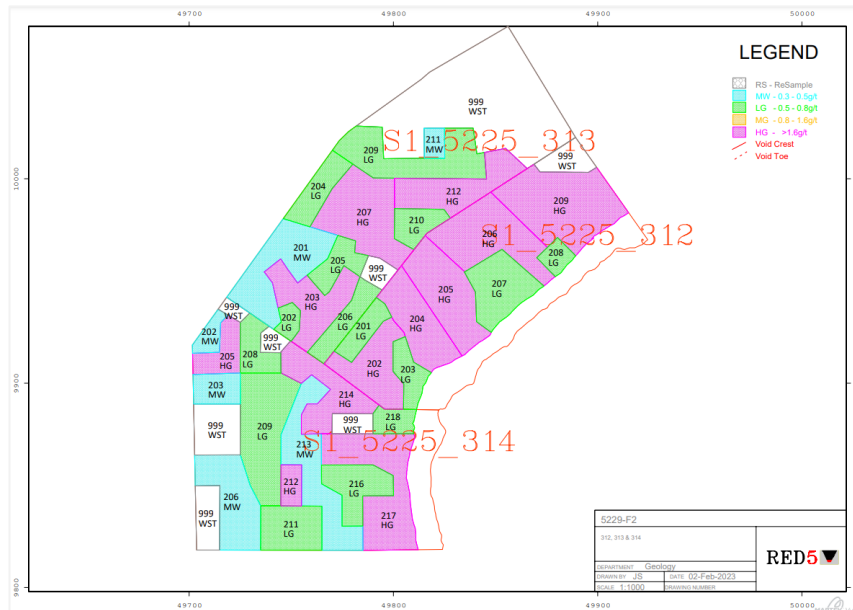 49700
49800
49900
50000
LEGEND
RS - ReSample
MW - 0.3 - 0.5g/t
LG - 0.5 - 0.8g/t
MG - 0.8 - 1.6g/t
HG - >1.6g/t
Void Crest
Void Toe
999
WST
S1_5225_313
211
MW
209
LG
999
WST
10000
204
LG
207
HG
212
HG
209
HG
210
LG
S1_5225_312
206
HG
201
MW
205
LG
999
WST
208
LG
203
HG
205
HG
207
LG
999
WST
202
LG
206
LG
201
LG
204
HG
202
MW
205
HG
208
LG
999
WST
202
HG
203
LG
9900
203
MW
214
HG
999
WST
209
LG
999
WST
218
LG
S1_5225_314
213
MW
212
HG
216
LG
206
MW
999
WST
211
LG
217
HG
5229-F2
312, 313 & 314
DEPARTMENT Geology
DRAWN BY JS
DATE 02-Feb-2023
SCALE 1:1000
DRAWING NUMBER
RED5
9800
49700
49800
49900
50000